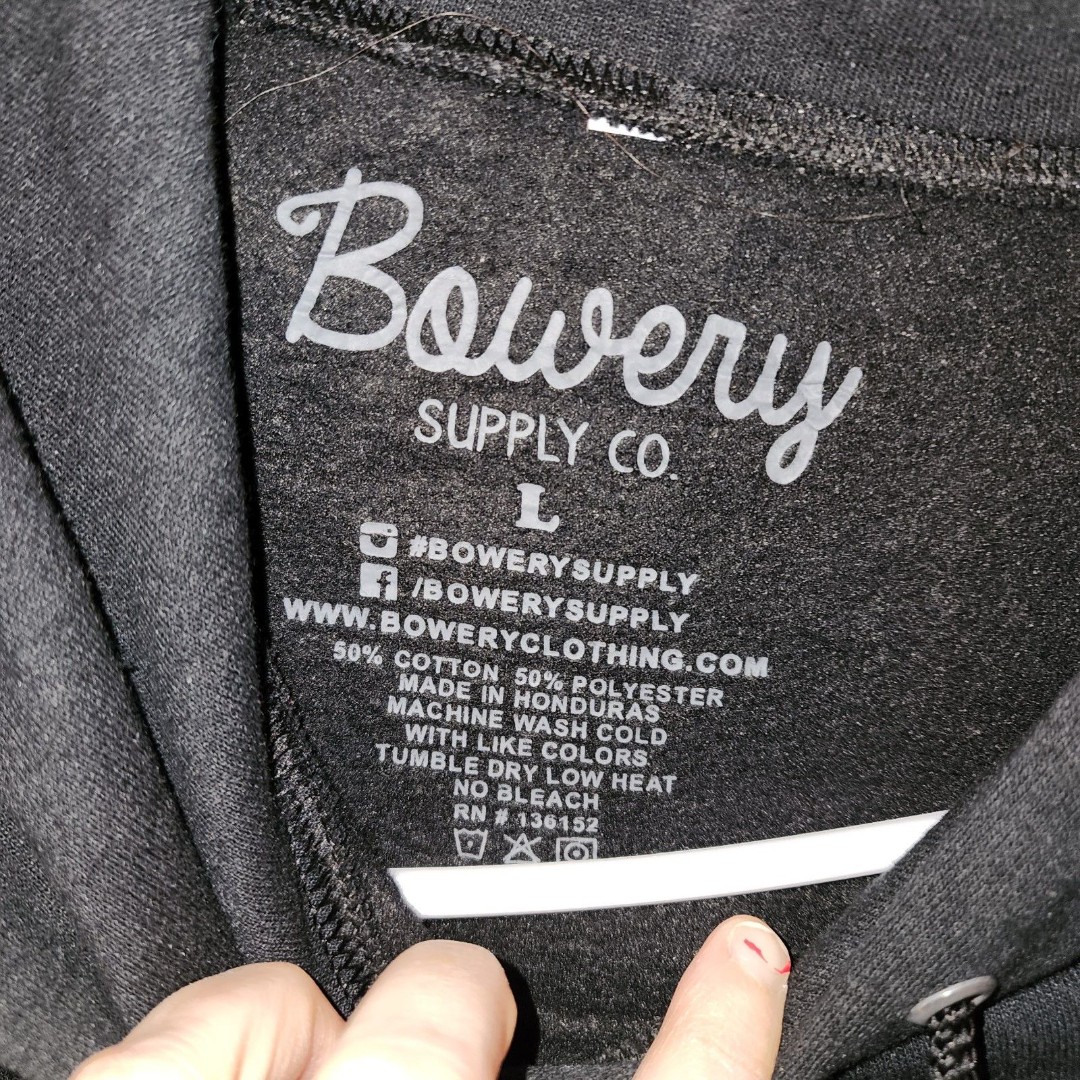 Bowery
SUPPLY CO.
L
#BOWERYSUPPLY
/BOWERYSUPPLY
WWW.BOWERYCLOTHING.COM
50% COTTON 50% POLYESTER
MADE IN HONDURAS
MACHINE WASH COLD
WITH LIKE COLORS.
TUMBLE DRY LOW HEAT
NO BLEACH
RN # 136152